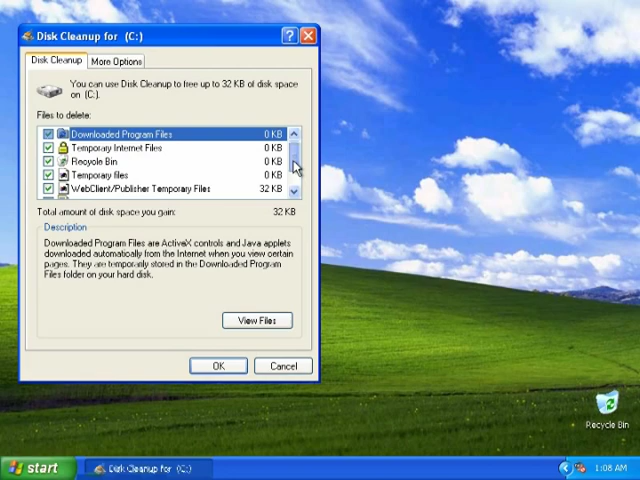 Disk Cleanup for (C:)
Disk Cleanup
More Options
You can use Disk Cleanup to free up to 32 KB of disk space
on (C:).
Files to delete:
Downloaded Program Files 0 KB
Temporary Internet Files 0 KB
Recycle Bin 0 KB
Temporary files 0 KB
WebClient/Publisher Temporary Files 32 KB
Total amount of disk space you gain: 32 KB
Description
Downloaded Program Files are ActiveX controls and Java applets
downloaded automatically from the Internet when you view certain
pages. They are temporarily stored in the Downloaded Program
Files folder on your hard disk.
View Files
OK
Cancel
Recycle Bin
start
Disk Cleanup for (C:)
1:08 AM